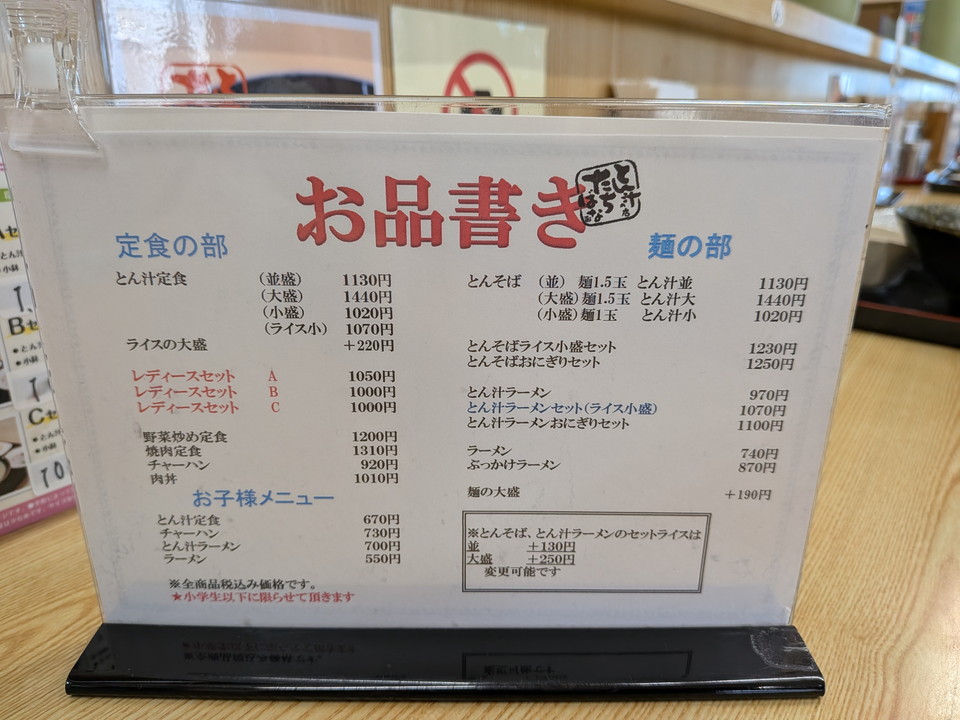 お品書き
とん汁の店
たちばな
定食の部
とん汁定食 (並盛) 1130円
(大盛) 1440円
(小盛) 1020円
(ライス小) 1070円
ライスの大盛 +220円
レディースセット A 1050円
レディースセット B 1000円
レディースセット C 1000円
野菜炒め定食 1200円
焼肉定食 1310円
チャーハン 920円
肉丼 1010円
お子様メニュー
とん汁定食 670円
チャーハン 730円
とん汁ラーメン 700円
ラーメン 550円
※全商品税込み価格です。
★小学生以下に限らせて頂きます
麺の部
とんそば (並) 麺1.5玉 とん汁並 1130円
(大盛) 麺1.5玉 とん汁大 1440円
(小盛) 麺1玉 とん汁小 1020円
とんそばライス小盛セット 1230円
とんそばおにぎりセット 1250円
とん汁ラーメン 970円
とん汁ラーメンセット(ライス小盛) 1070円
とん汁ラーメンおにぎりセット 1100円
ラーメン 740円
ぶっかけラーメン 870円
麺の大盛 +190円
※とんそば、とん汁ラーメンのセットライスは
並 +130円
大盛 +250円
変更可能です